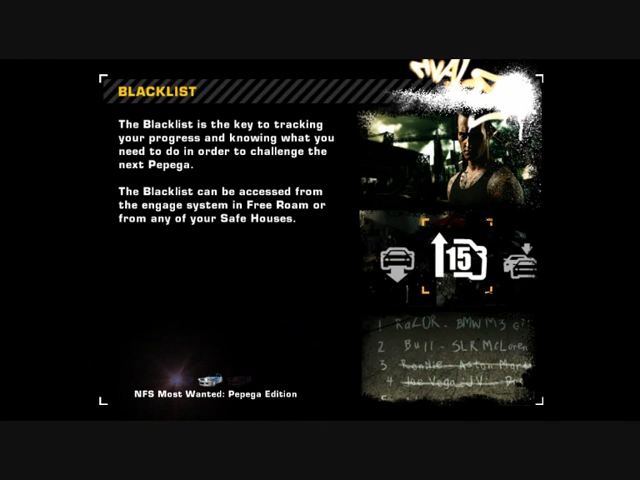 BLACKLIST
The Blacklist is the key to tracking
your progress and knowing what you
need to do in order to challenge the
next Pepega.
The Blacklist can be accessed from
the engage system in Free Roam or
from any of your Safe Houses.
15
1 RaZOR - BMW M3 G
2 Bull - SLR McLaren
3 Ronnie - Aston Mart
4 Joe Vega - JV -
NFS Most Wanted: Pepega Edition